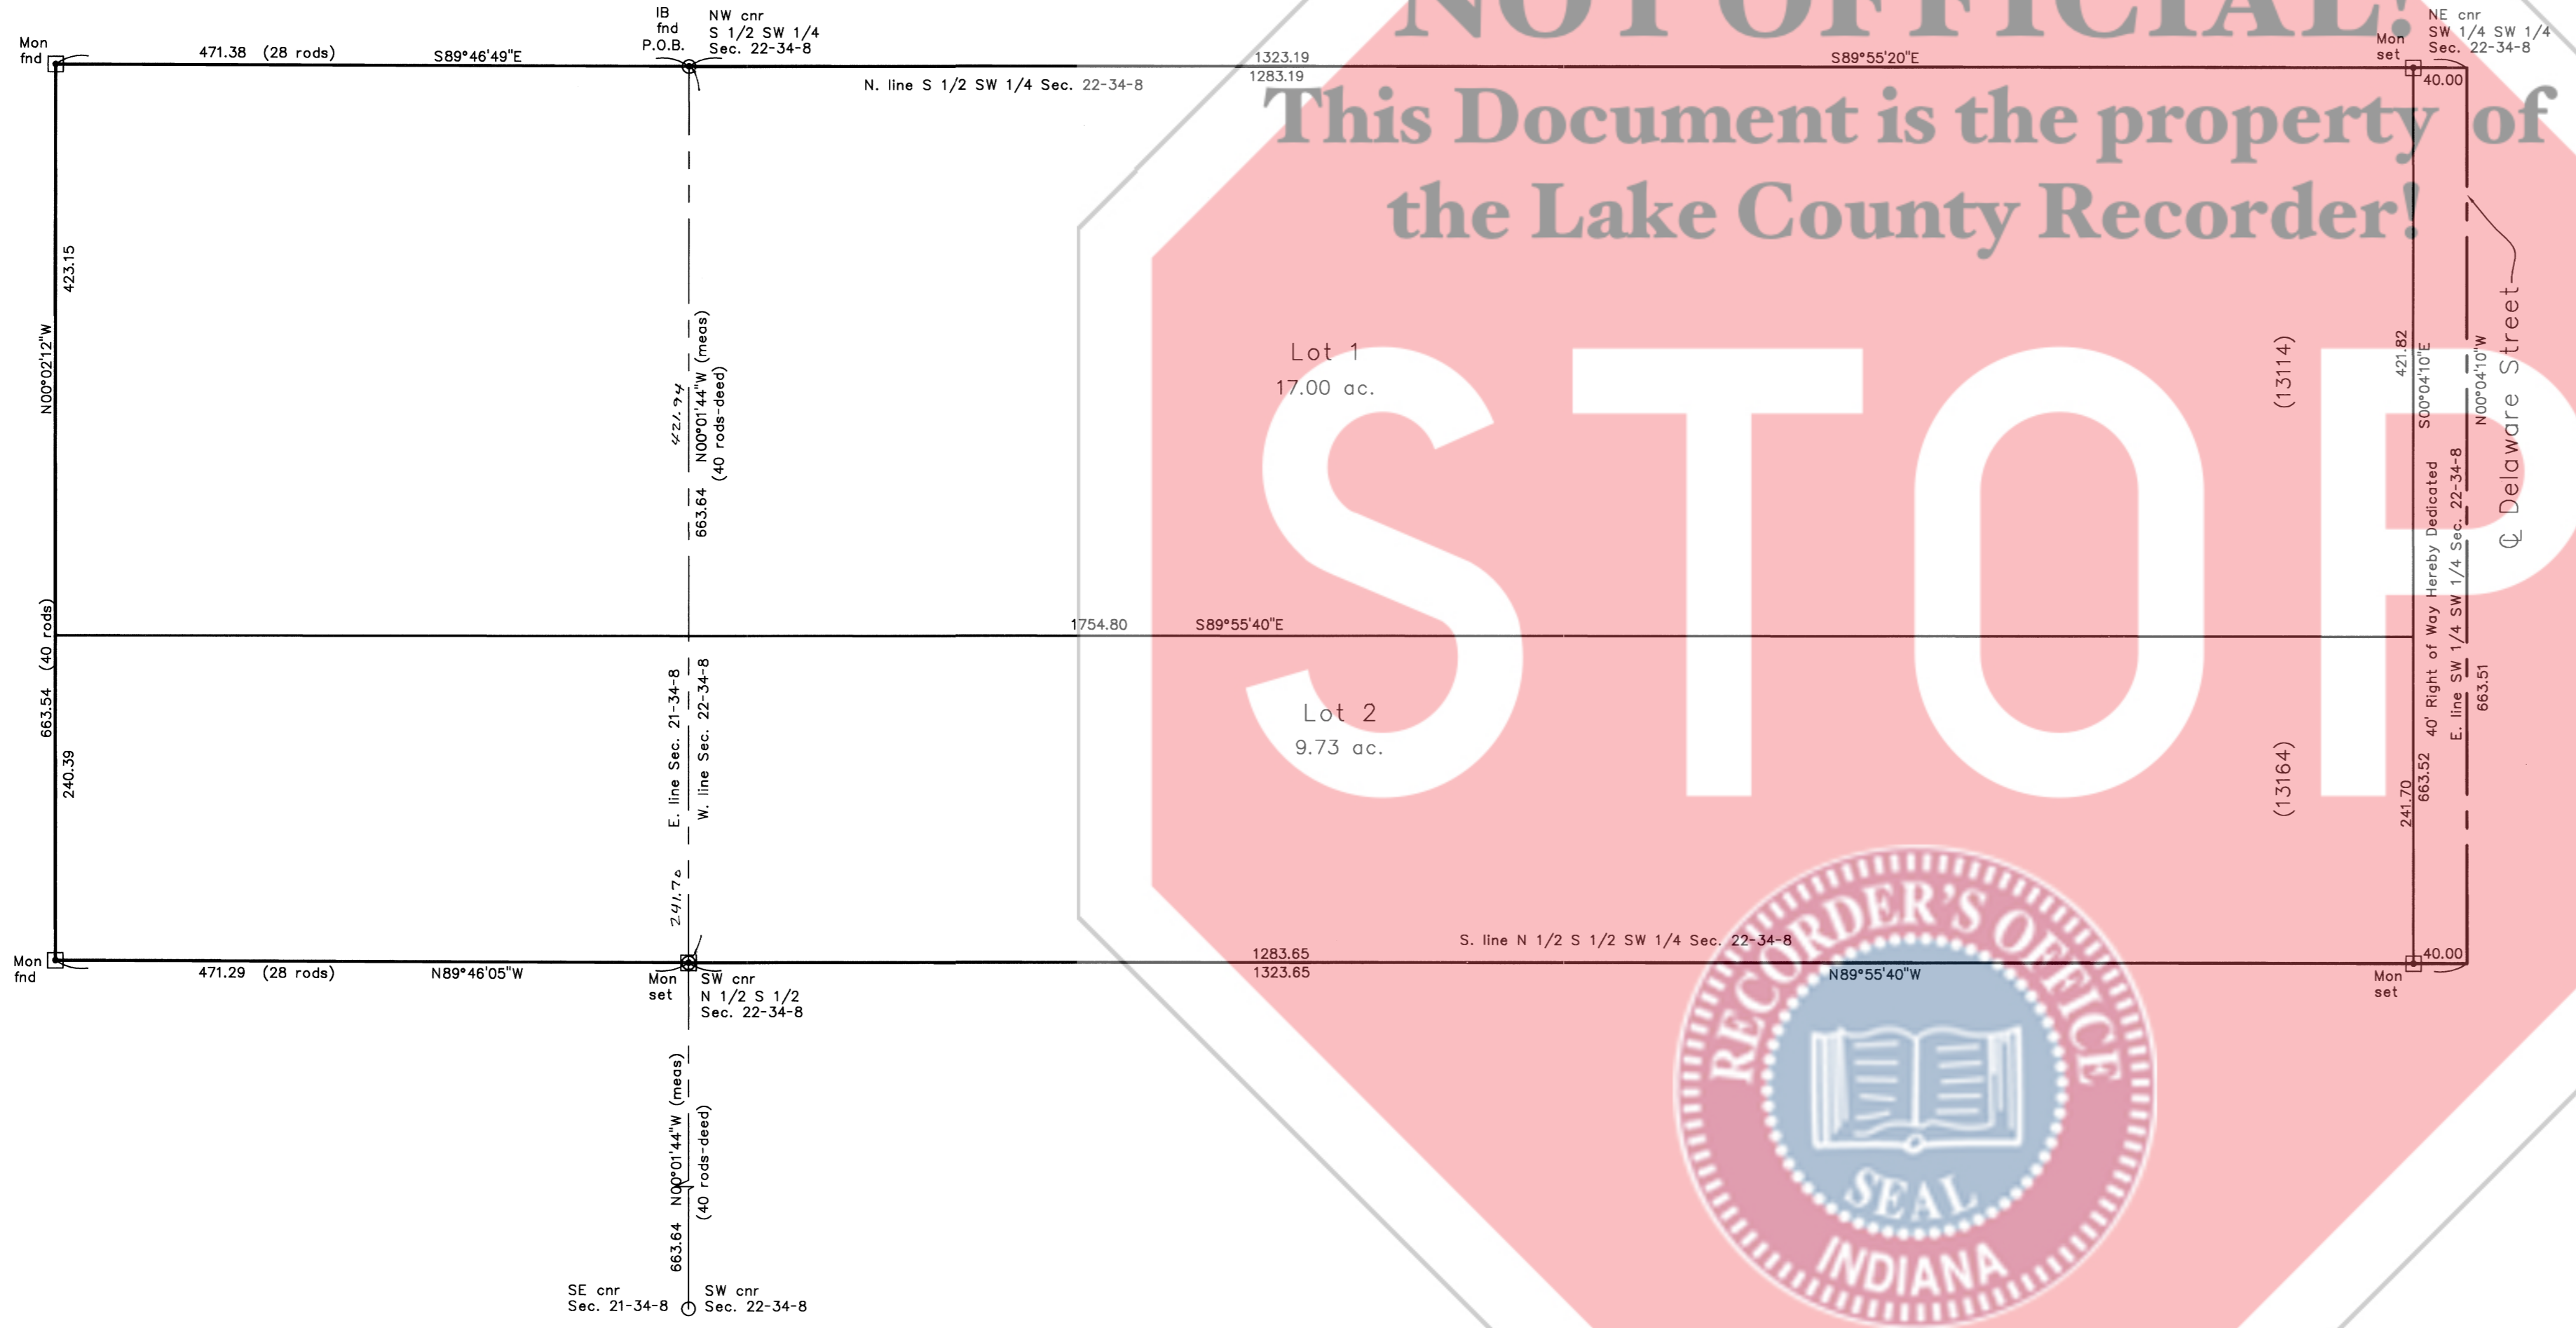 NOT OFFICIAL!
This Document is the property of
the Lake County Recorder!
STOP
Mon
fnd
471.38 (28 rods)
S89°46'49"E
IB
fnd
P.O.B.
NW cnr
S 1/2 SW 1/4
Sec. 22-34-8
N. line S 1/2 SW 1/4 Sec. 22-34-8
1323.19
1283.19
S89°55'20"E
Mon
set
NE cnr
SW 1/4 SW 1/4
Sec. 22-34-8
40.00
423.15
N00°02'12"W
663.54 (40 rods)
240.39
421.94
N00°01'44"W (meas)
(40 rods-deed)
663.64
E. line Sec. 21-34-8
W. line Sec. 22-34-8
241.70
Lot 1
17.00 ac.
(13114)
421.82
S00°04'10"E
N00°04'10"W
℄ Delaware Street
40' Right of Way Hereby Dedicated
E. line SW 1/4 SW 1/4 Sec. 22-34-8
1754.80
S89°55'40"E
Lot 2
9.73 ac.
(13164)
241.70
663.52
663.51
Mon
fnd
471.29 (28 rods)
N89°46'05"W
Mon
set
SW cnr
N 1/2 S 1/2
Sec. 22-34-8
1283.65
1323.65
S. line N 1/2 S 1/2 SW 1/4 Sec. 22-34-8
N89°55'40"W
40.00
Mon
set
663.64 N00°01'44"W (meas)
(40 rods-deed)
SE cnr
Sec. 21-34-8
SW cnr
Sec. 22-34-8
RECORDER'S OFFICE
SEAL
INDIANA